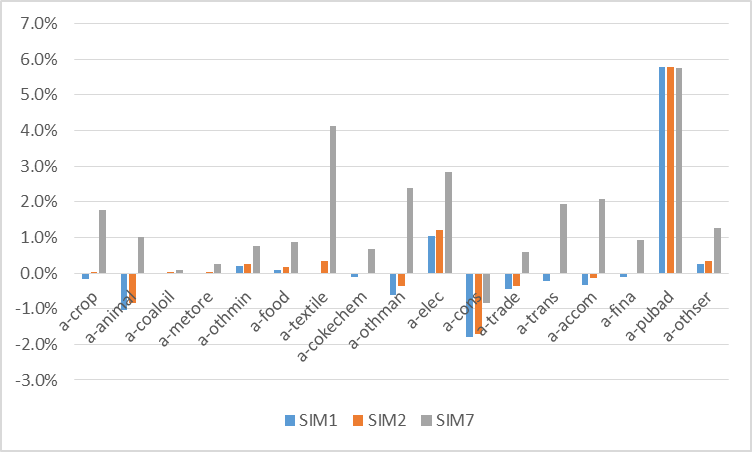 7.0%
6.0%
5.0%
4.0%
3.0%
2.0%
1.0%
0.0%
-1.0%
-2.0%
-3.0%
a-crop
a-animal
a-coaloil
a-metore
a-othmin
a-food
a-textile
a-cokechem
a-othman
a-elec
a-cons
a-trade
a-trans
a-accom
a-fina
a-pubad
a-othser
SIM1 SIM2 SIM7